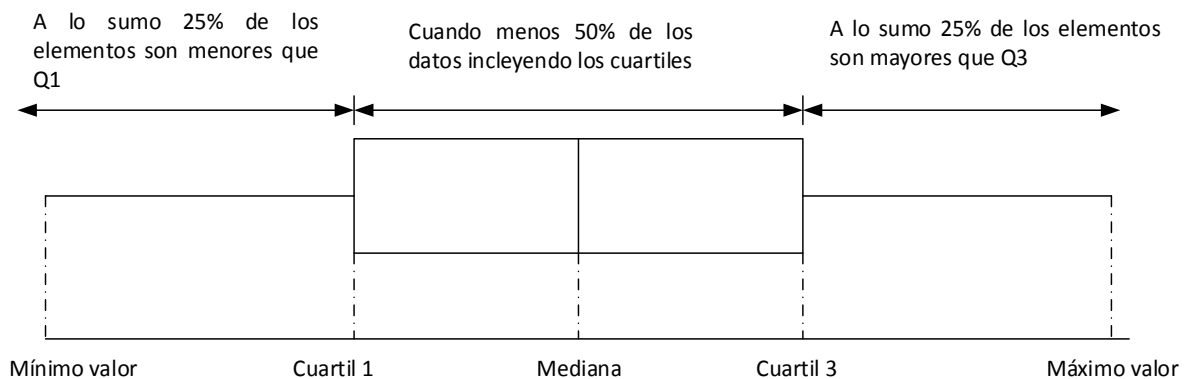 A lo sumo 25% de los
elementos son menores que
Q1
Cuando menos 50% de los
datos incleyendo los cuartiles
A lo sumo 25% de los elementos
son mayores que Q3
Mínimo valor
Cuartil 1
Mediana
Cuartil 3
Máximo valor